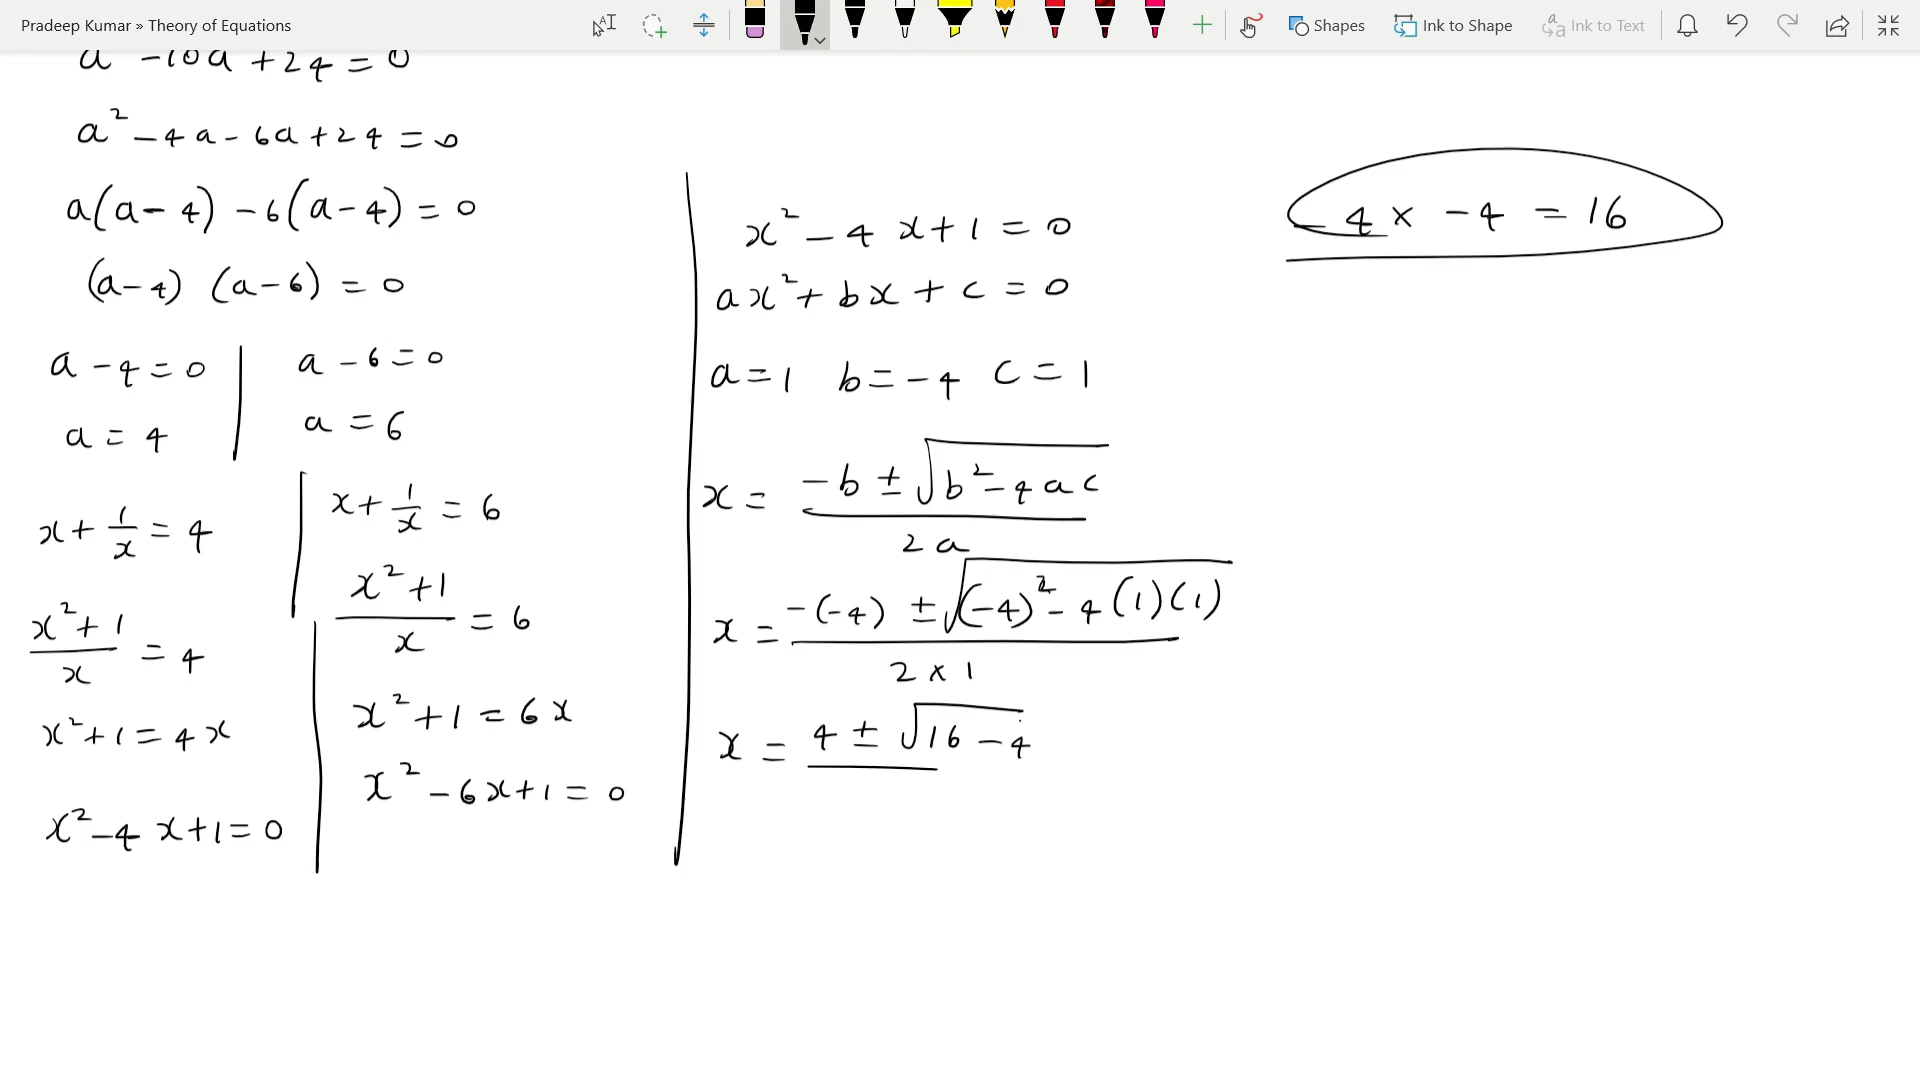 Pradeep Kumar » Theory of Equations
Shapes
Ink to Shape
Ink to Text
-10a + 24 = 0
a² - 4a - 6a + 24 = 0
a(a - 4) - 6(a - 4) = 0
(a - 4) (a - 6) = 0
a - 4 = 0
a = 4
a - 6 = 0
a = 6
x + 1/x = 4
(x² + 1)/x = 4
x² + 1 = 4x
x² - 4x + 1 = 0
x + 1/x = 6
(x² + 1)/x = 6
x² + 1 = 6x
x² - 6x + 1 = 0
x² - 4x + 1 = 0
ax² + bx + c = 0
a = 1 b = -4 c = 1
x = (-b ± √(b² - 4ac))/2a
x = (-(-4) ± √((-4)² - 4(1)(1)))/(2 × 1)
x = 4 ± √(16 - 4)
-4 × -4 = 16